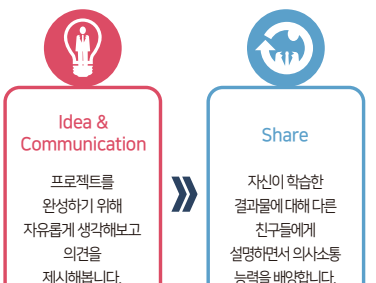 Idea &
Communication
프로젝트를
완성하기 위해
자유롭게 생각해보고
의견을
제시해봅니다.
Share
자신이 학습한
결과물에 대해 다른
친구들에게
설명하면서 의사소통
능력을 배양합니다.